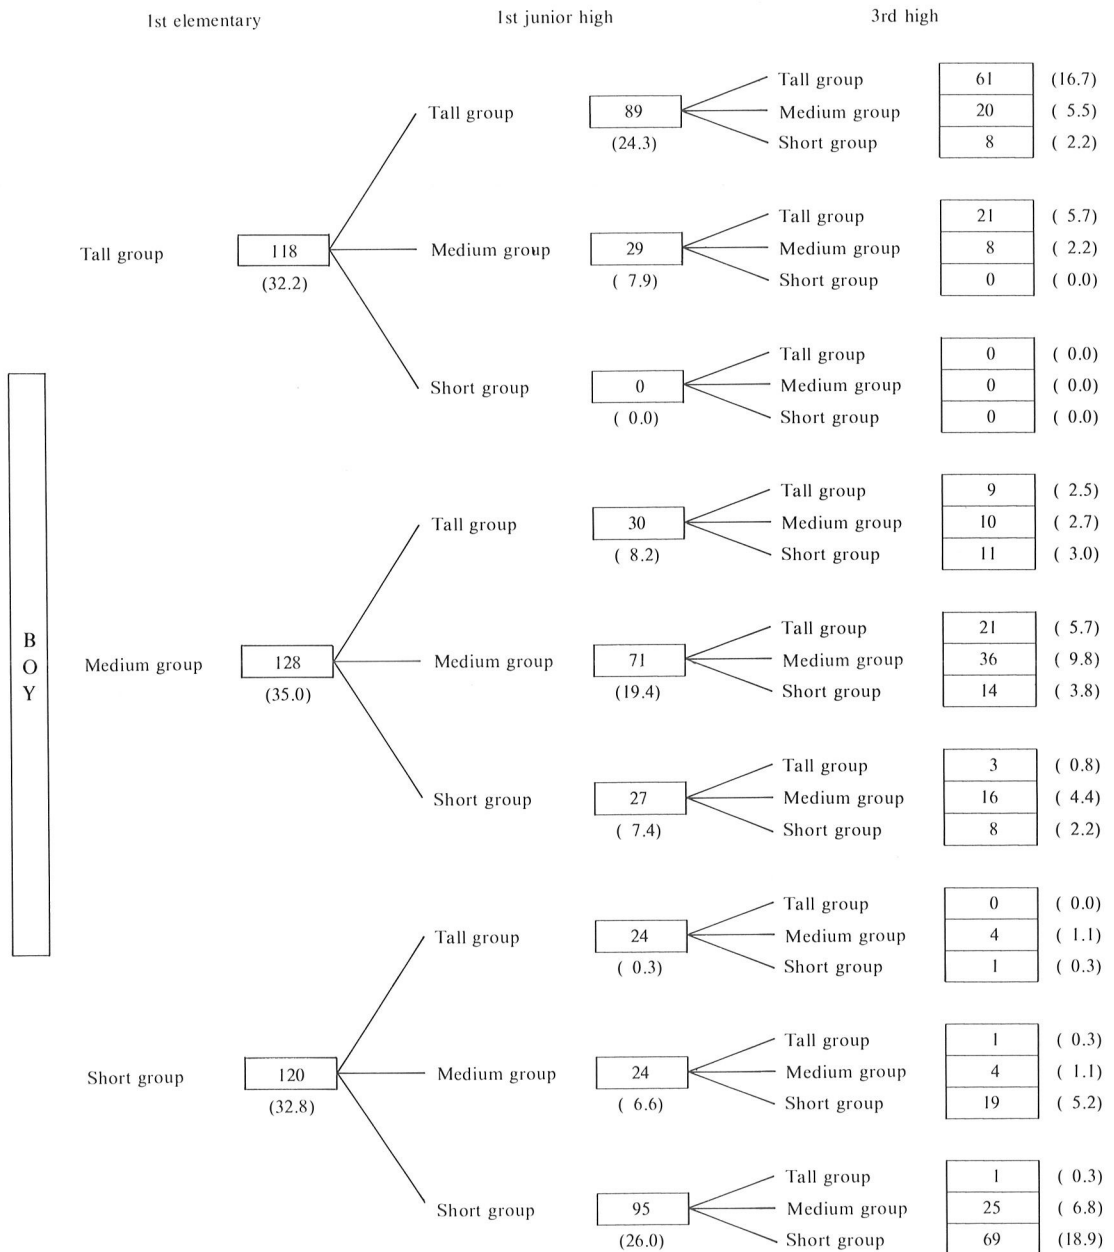 1st elementary 1st junior high 3rd high
Tall group 61 (16.7)
Tall group 89 Medium group 20 ( 5.5)
(24.3) Short group 8 ( 2.2)
Tall group 21 ( 5.7)
Tall group 118 Medium group 29 Medium group 8 ( 2.2)
(32.2) ( 7.9) Short group 0 ( 0.0)
Tall group 0 ( 0.0)
Short group 0 Medium group 0 ( 0.0)
( 0.0) Short group 0 ( 0.0)
Tall group 9 ( 2.5)
Tall group 30 Medium group 10 ( 2.7)
( 8.2) Short group 11 ( 3.0)
Tall group 21 ( 5.7)
BOY Medium group 128 Medium group 71 Medium group 36 ( 9.8)
(35.0) (19.4) Short group 14 ( 3.8)
Tall group 3 ( 0.8)
Short group 27 Medium group 16 ( 4.4)
( 7.4) Short group 8 ( 2.2)
Tall group 0 ( 0.0)
Tall group 24 Medium group 4 ( 1.1)
( 0.3) Short group 1 ( 0.3)
Tall group 1 ( 0.3)
Short group 120 Medium group 24 Medium group 4 ( 1.1)
(32.8) ( 6.6) Short group 19 ( 5.2)
Tall group 1 ( 0.3)
Short group 95 Medium group 25 ( 6.8)
(26.0) Short group 69 (18.9)